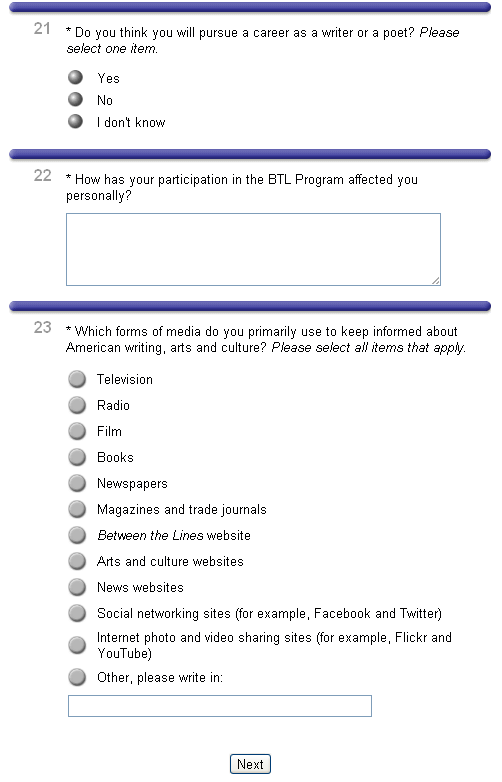 21
* Do you think you will pursue a career as a writer or a poet? Please
select one item.
Yes
No
I don't know
22
* How has your participation in the BTL Program affected you
personally?
23
* Which forms of media do you primarily use to keep informed about
American writing, arts and culture? Please select all items that apply.
Television
Radio
Film
Books
Newspapers
Magazines and trade journals
Between the Lines website
Arts and culture websites
News websites
Social networking sites (for example, Facebook and Twitter)
Internet photo and video sharing sites (for example, Flickr and
YouTube)
Other, please write in:
Next